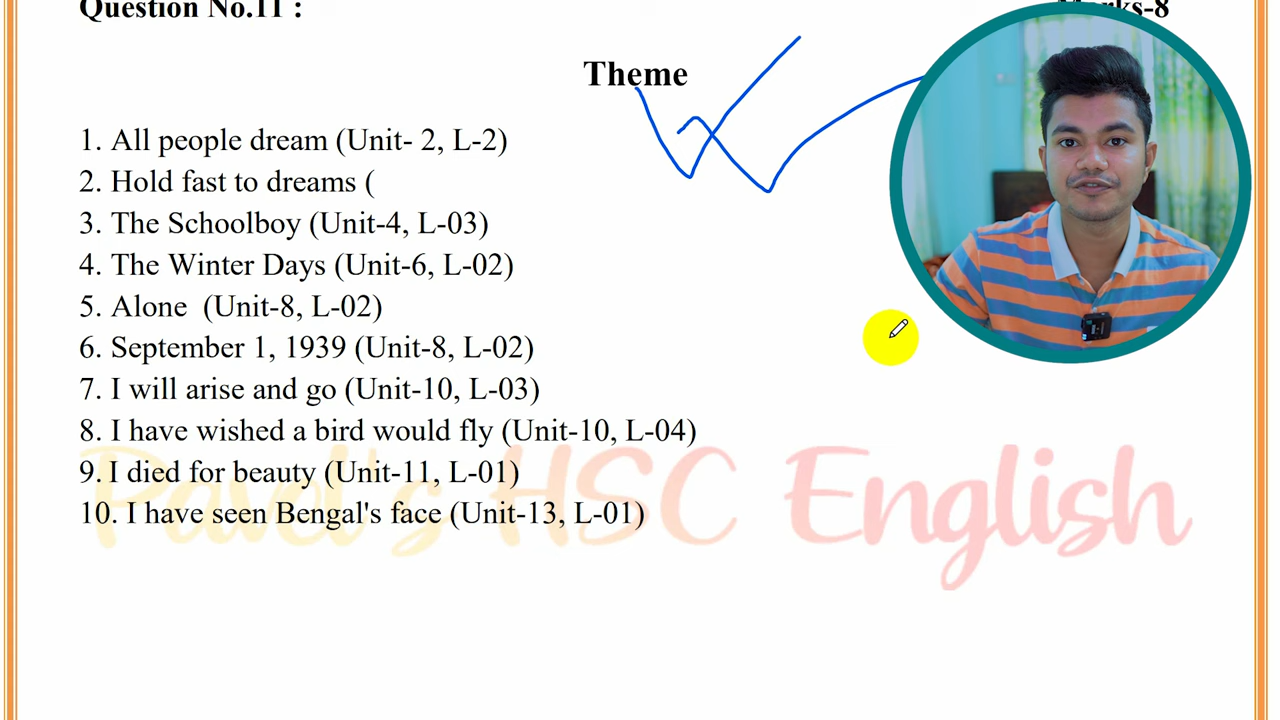 Question No.11 :
Marks-8
Theme
1. All people dream (Unit- 2, L-2)
2. Hold fast to dreams (
3. The Schoolboy (Unit-4, L-03)
4. The Winter Days (Unit-6, L-02)
5. Alone  (Unit-8, L-02)
6. September 1, 1939 (Unit-8, L-02)
7. I will arise and go (Unit-10, L-03)
8. I have wished a bird would fly (Unit-10, L-04)
9. I died for beauty (Unit-11, L-01)
10. I have seen Bengal's face (Unit-13, L-01)
Pavel's HSC English